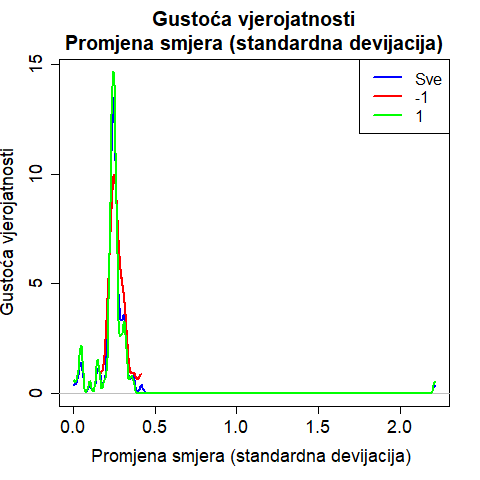 Gustoća vjerojatnosti
Promjena smjera (standardna devijacija)
Gustoća vjerojatnosti
15
10
5
0
Sve
-1
1
0.0 0.5 1.0 1.5 2.0
Promjena smjera (standardna devijacija)